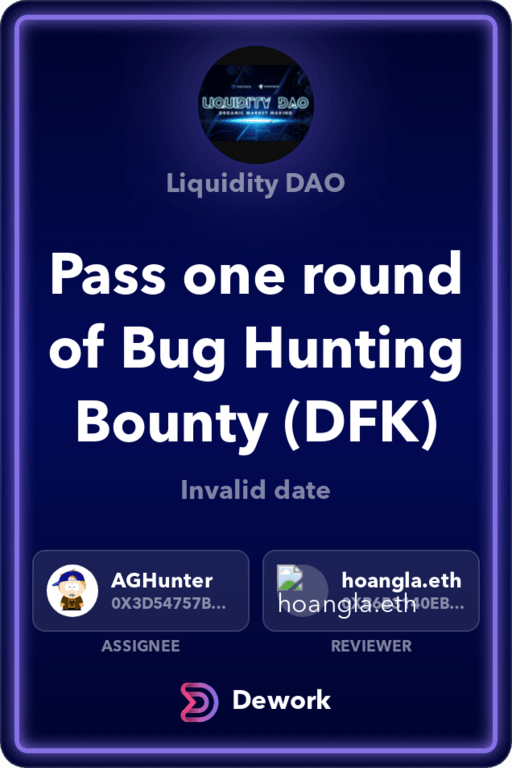 LIQUIDITY DAO
ORGANIC MARKET MAKING
Liquidity DAO
Pass one round
of Bug Hunting
Bounty (DFK)
Invalid date
AGHunter
0X3D54757B...
hoangla.eth
hoangla.eth
ASSIGNEE
REVIEWER
Dework